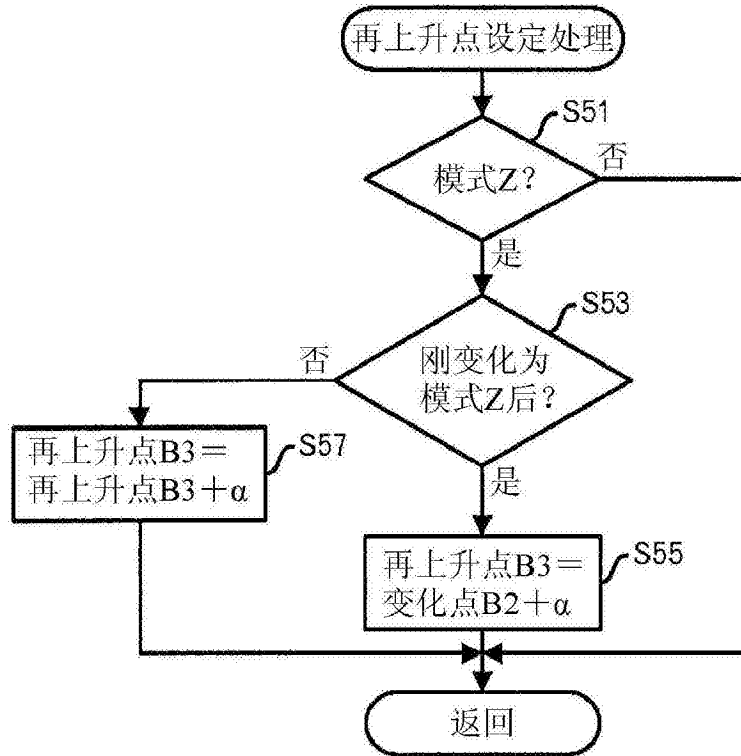 再上升点设定处理
S51
模式Z?
否
是
S53
刚变化为
模式Z后?
否
是
再上升点B3=
再上升点B3+α
S57
再上升点B3=
变化点B2+α
S55
返回